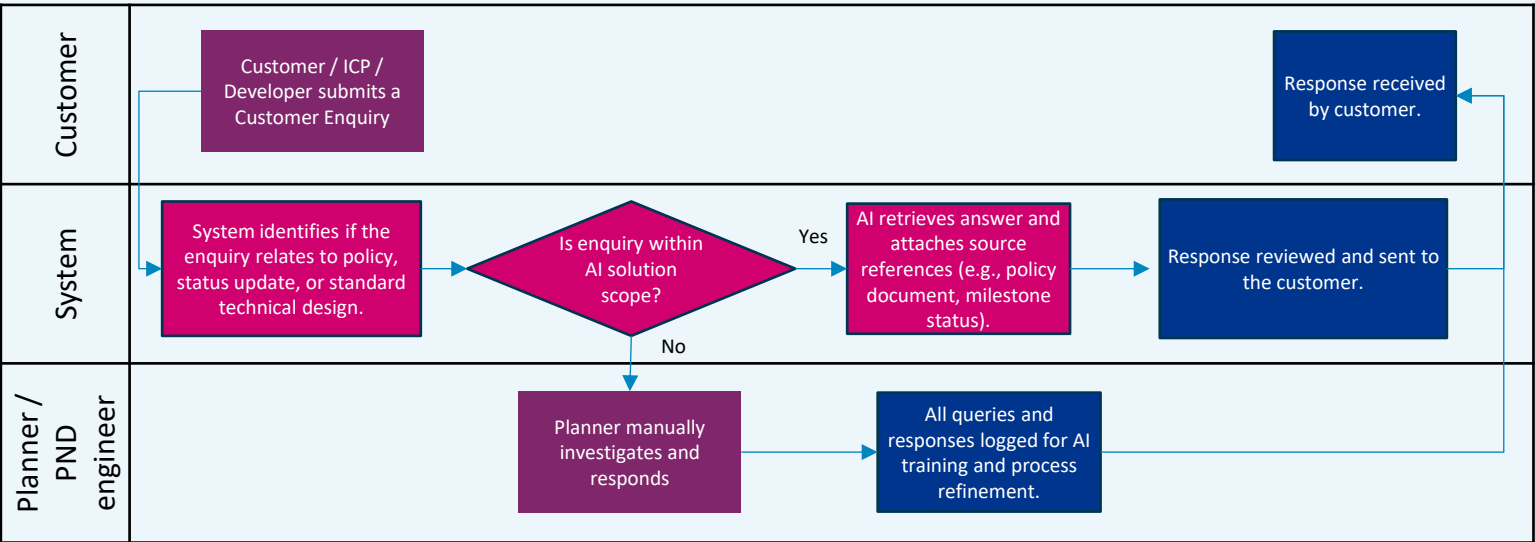 Customer
Customer / ICP /
Developer submits a
Customer Enquiry
Response received
by customer.
System
System identifies if the
enquiry relates to policy,
status update, or standard
technical design.
Is enquiry within
AI solution
scope?
Yes
No
AI retrieves answer and
attaches source
references (e.g., policy
document, milestone
status).
Response reviewed and sent to
the customer.
Planner /
PND
engineer
Planner manually
investigates and
responds
All queries and
responses logged for AI
training and process
refinement.